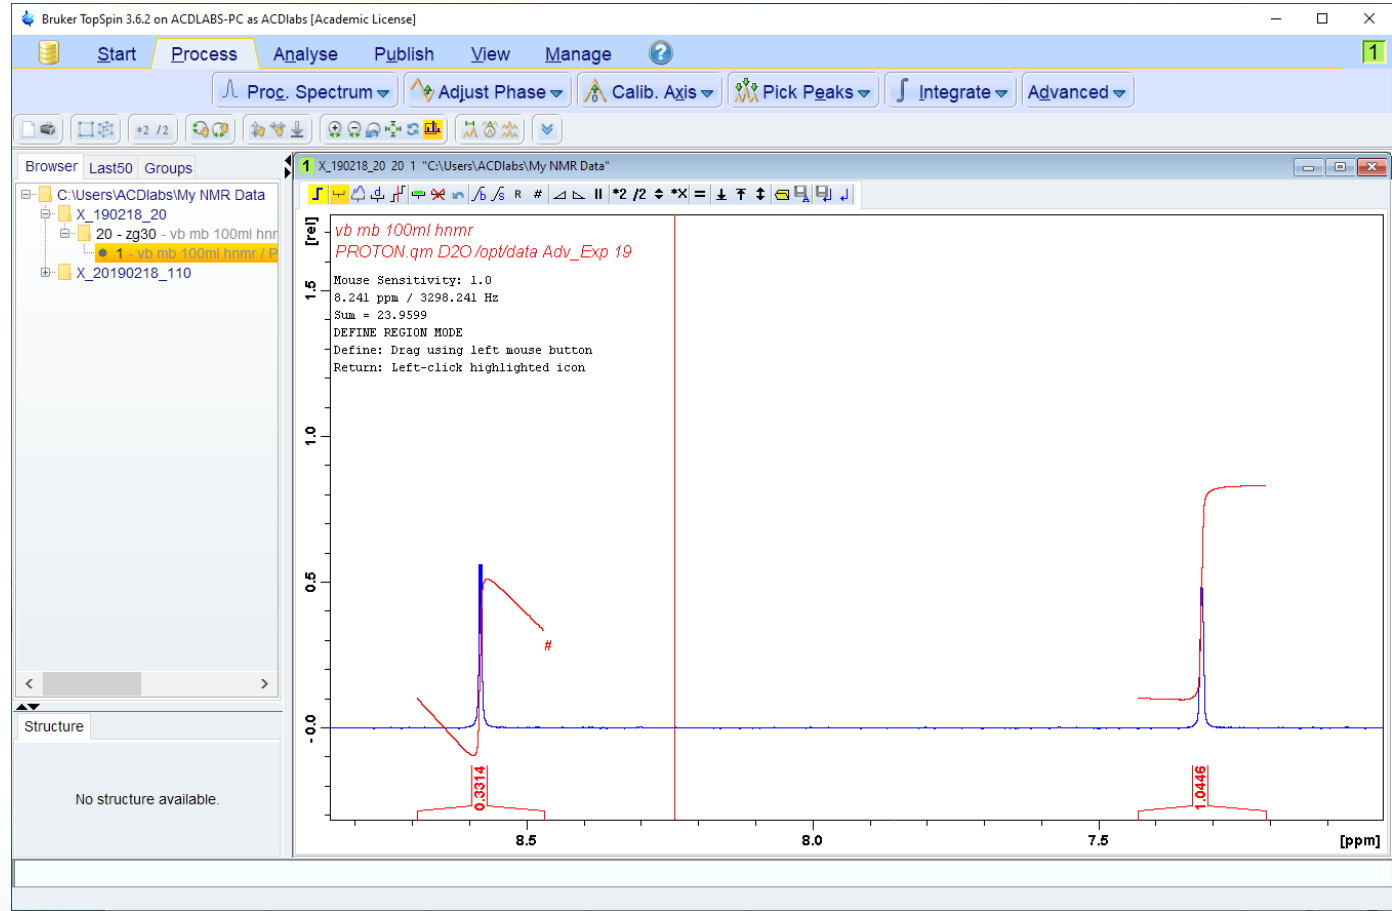 Bruker TopSpin 3.6.2 on ACDLABS-PC as ACDlabs [Academic License]
Start Process Analyse Publish View Manage
1
Proc. Spectrum Adjust Phase Calib. Axis Pick Peaks Integrate Advanced
*2 /2
Browser Last50 Groups
C:\Users\ACDlabs\My NMR Data
X_190218_20
20 - zg30 - vb mb 100ml hnr
1 - vb mb 100ml hnmr / P
X_20190218_110
Structure
No structure available.
1 X_190218_20 20 1 "C:\Users\ACDlabs\My NMR Data"
R # *2 /2 *X =
[rel]
vb mb 100ml hnmr
PROTON.qm D2O /opt/data Adv_Exp 19
Mouse Sensitivity: 1.0
8.241 ppm / 3298.241 Hz
Sum = 23.9599
DEFINE REGION MODE
Define: Drag using left mouse button
Return: Left-click highlighted icon
1.5
1.0
0.5
- 0.0
#
0.3314
1.0446
8.5 8.0 7.5 [ppm]